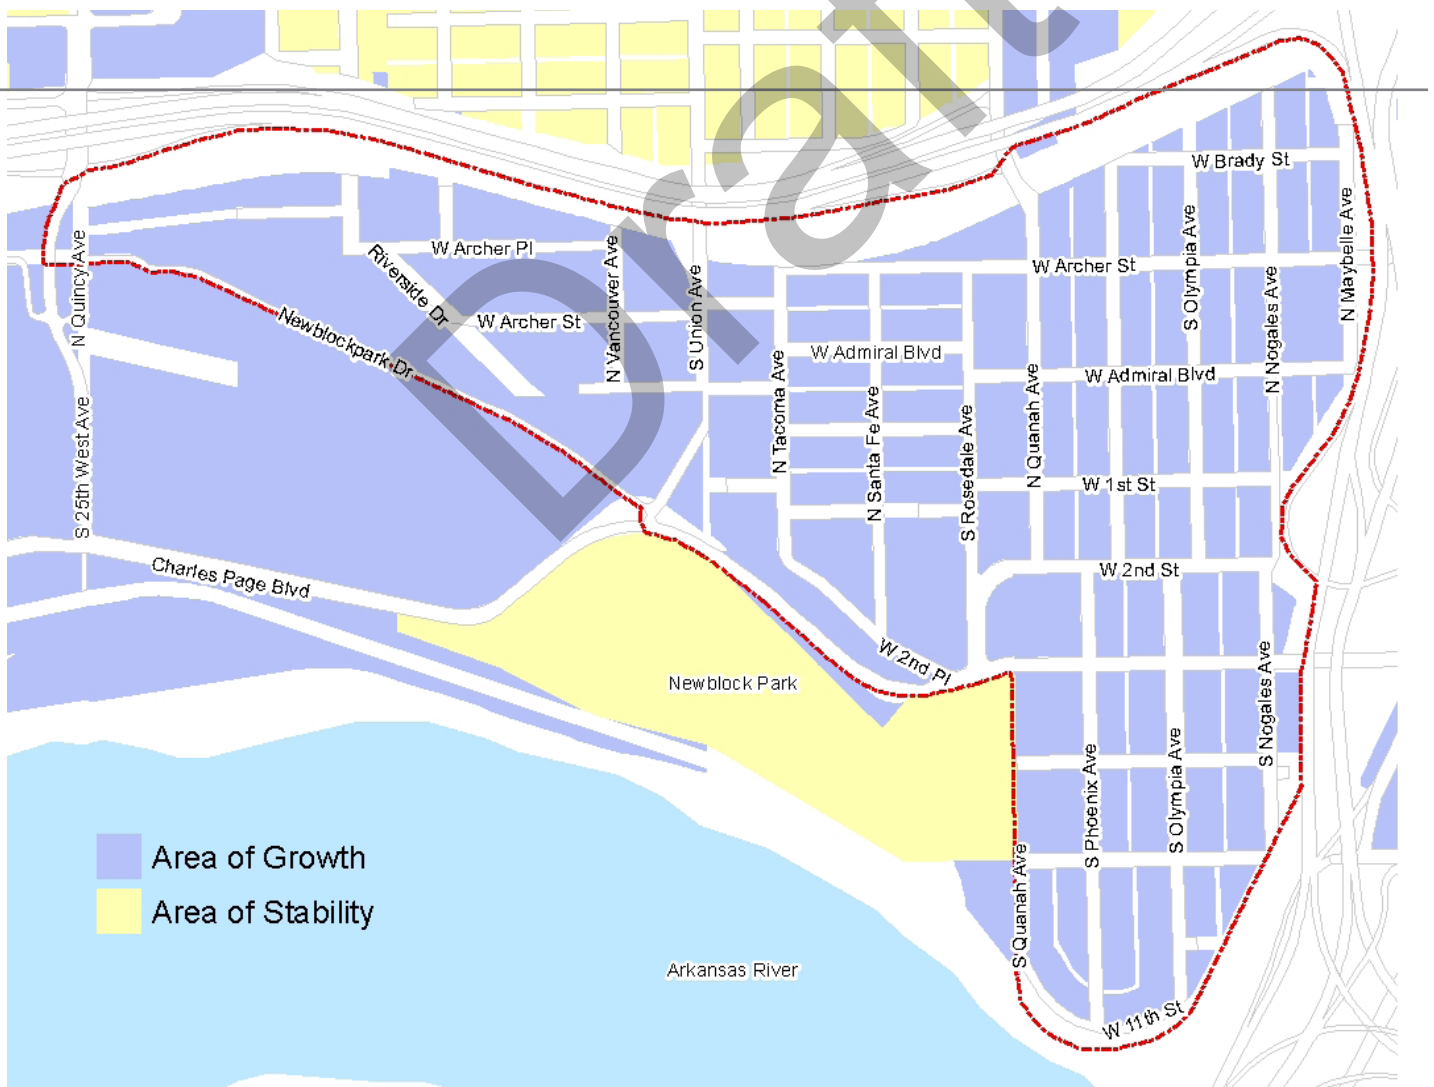 Draft
W Brady St
N Maybelle Ave
S Olympia Ave
W Archer Pl
N Quincy Ave
Riverside Dr
N Vancouver Ave
S Union Ave
W Archer St
N Nogales Ave
Newblockpark Dr
W Archer St
W Admiral Blvd
W Admiral Blvd
N Tacoma Ave
N Santa Fe Ave
S Rosedale Ave
N Quanah Ave
S 25th West Ave
W 1st St
Charles Page Blvd
W 2nd St
W 2nd Pl
Newblock Park
S Nogales Ave
S Phoenix Ave
S Olympia Ave
Area of Growth
Area of Stability
S Quanah Ave
Arkansas River
W 11th St